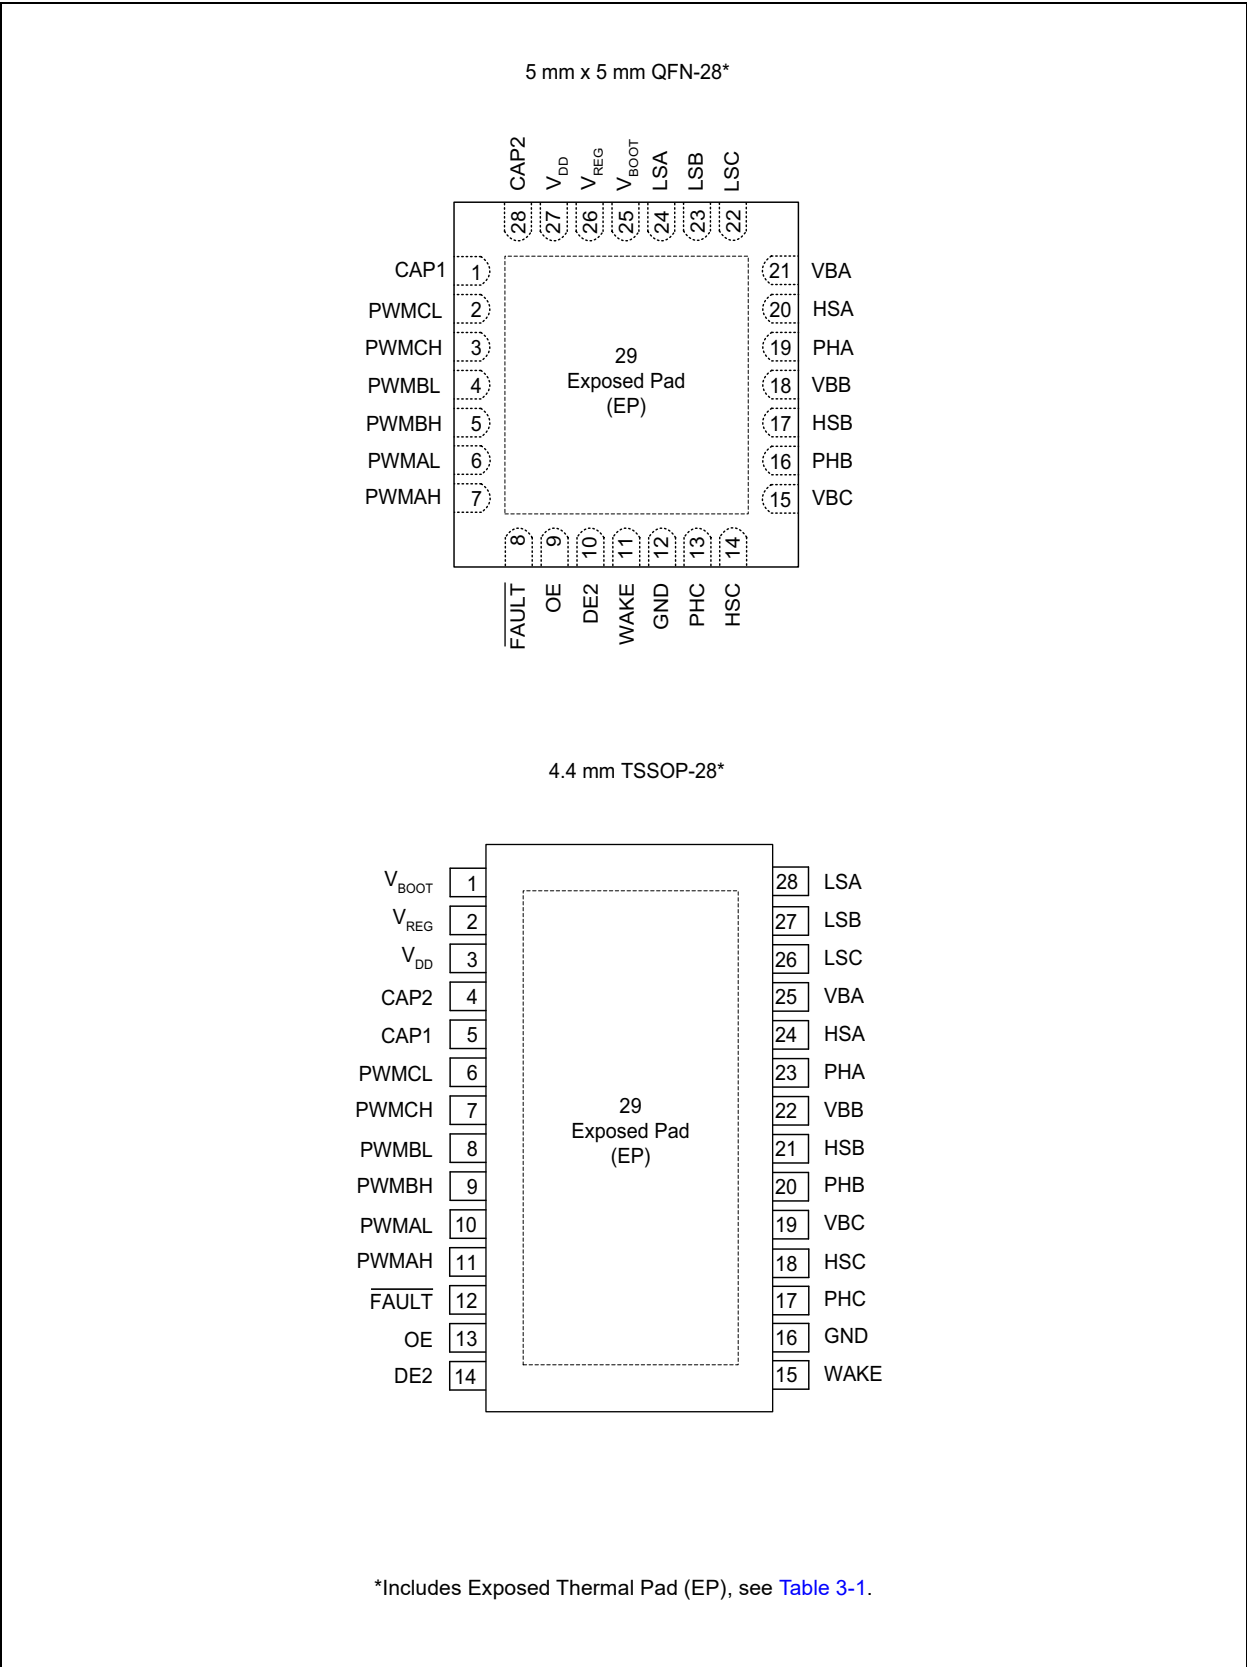 5 mm x 5 mm QFN-28*
CAP2
V_DD
V_REG
V_BOOT
LSA
LSB
LSC
28
27
26
25
24
23
22
CAP1 1
PWMCL 2
PWMCH 3
PWMBL 4
PWMBH 5
PWMAL 6
PWMAH 7
29
Exposed Pad
(EP)
21 VBA
20 HSA
19 PHA
18 VBB
17 HSB
16 PHB
15 VBC
8
9
10
11
12
13
14
FAULT
OE
DE2
WAKE
GND
PHC
HSC
4.4 mm TSSOP-28*
V_BOOT 1
V_REG 2
V_DD 3
CAP2 4
CAP1 5
PWMCL 6
PWMCH 7
PWMBL 8
PWMBH 9
PWMAL 10
PWMAH 11
FAULT 12
OE 13
DE2 14
29
Exposed Pad
(EP)
28 LSA
27 LSB
26 LSC
25 VBA
24 HSA
23 PHA
22 VBB
21 HSB
20 PHB
19 VBC
18 HSC
17 PHC
16 GND
15 WAKE
*Includes Exposed Thermal Pad (EP), see Table 3-1.